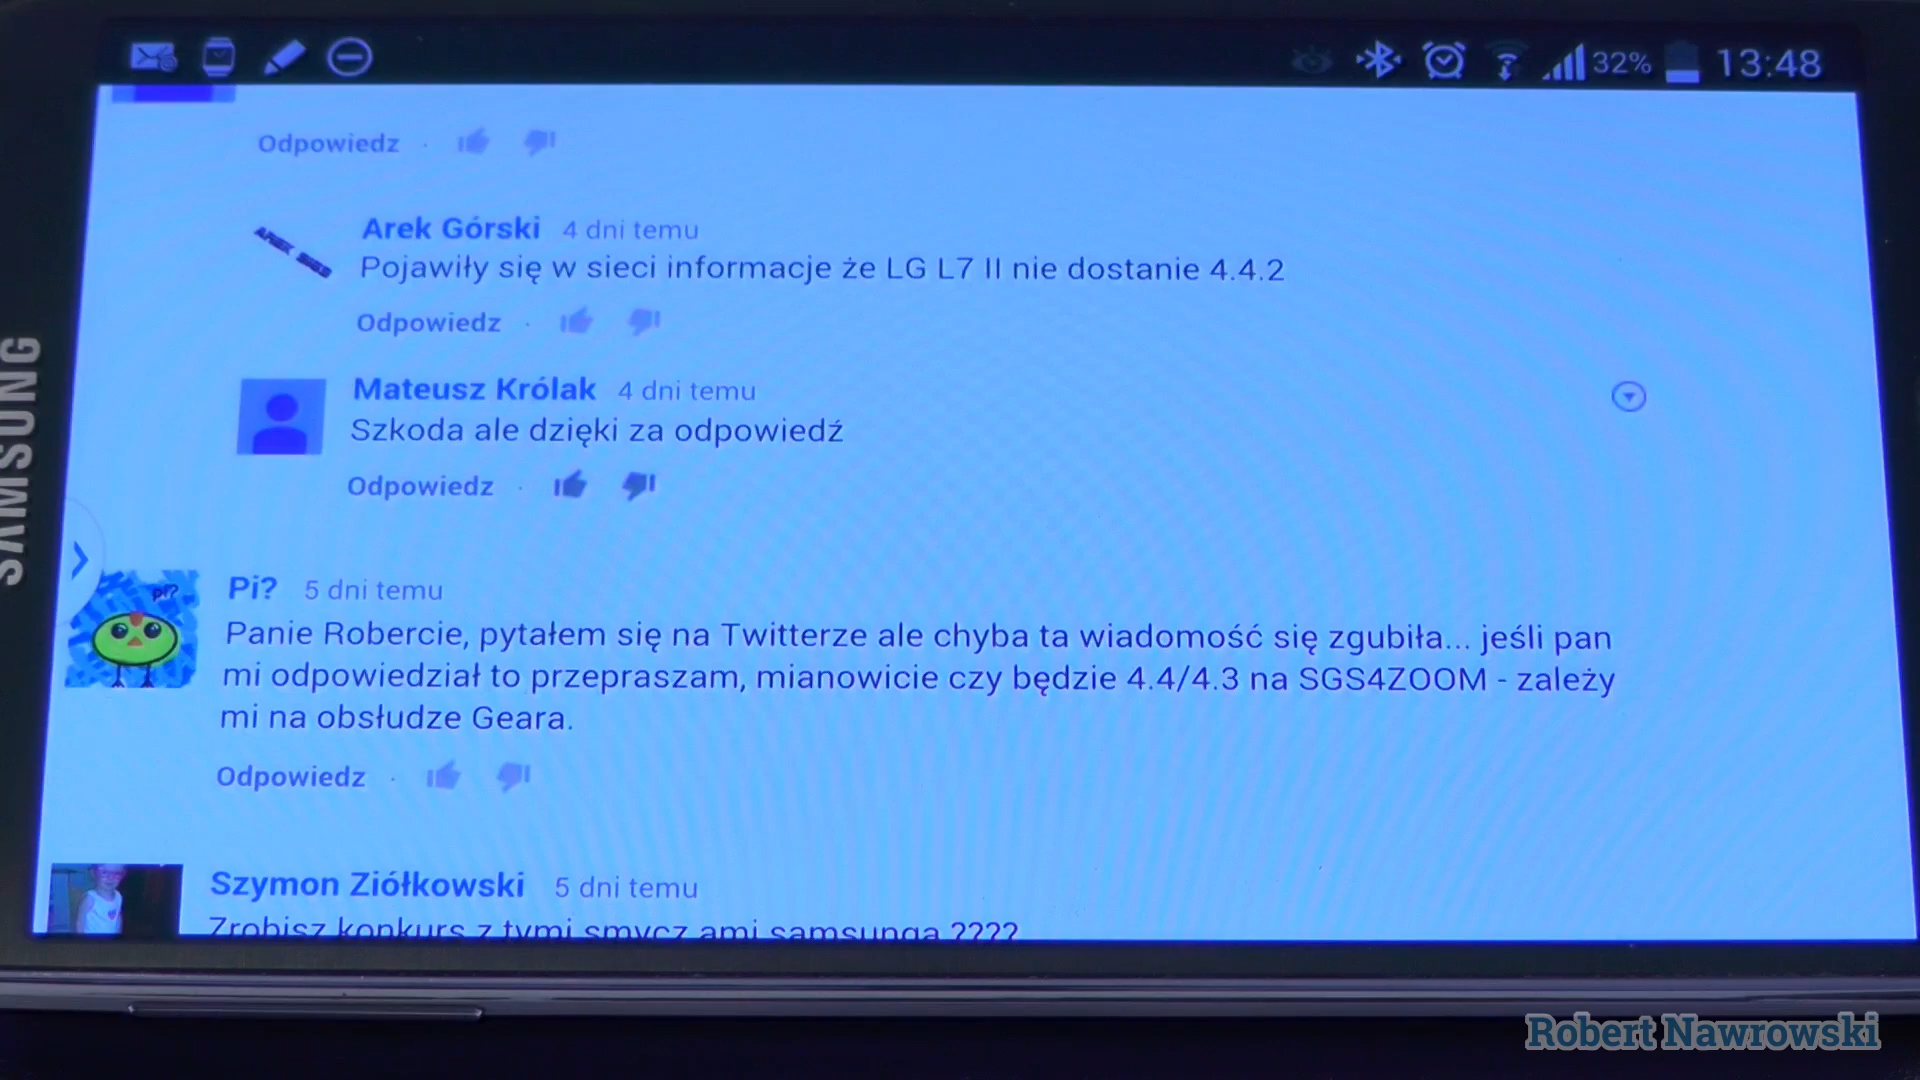 32% 13:48
Odpowiedz
Arek Górski 4 dni temu
Pojawiły się w sieci informacje że LG L7 II nie dostanie 4.4.2
Odpowiedz
Mateusz Królak 4 dni temu
Szkoda ale dzięki za odpowiedź
Odpowiedz
SAMSUNG
Pi? 5 dni temu
pi?
Panie Robercie, pytałem się na Twitterze ale chyba ta wiadomość się zgubiła... jeśli pan
mi odpowiedział to przepraszam, mianowicie czy będzie 4.4/4.3 na SGS4ZOOM - zależy
mi na obsłudze Geara.
Odpowiedz
Szymon Ziółkowski 5 dni temu
Zrobisz konkurs z tymi smycz ami samsunga ????
Robert Nawrowski